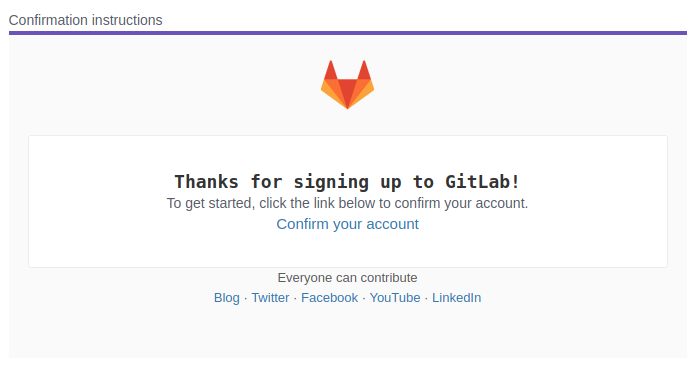 Confirmation instructions
Thanks for signing up to GitLab!
To get started, click the link below to confirm your account.
Confirm your account
Everyone can contribute
Blog · Twitter · Facebook · YouTube · LinkedIn